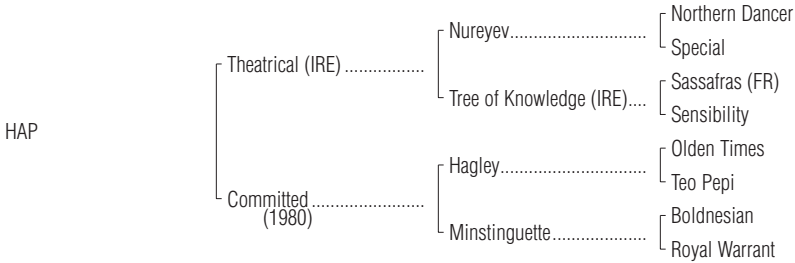 Northern Dancer
Nureyev..............................
Special
Theatrical (IRE) .................
Sassafras (FR)
Tree of Knowledge (IRE)....
Sensibility
HAP
Olden Times
Hagley...............................
Teo Pepi
Committed ........................
(1980)
Boldnesian
Minstinguette....................
Royal Warrant